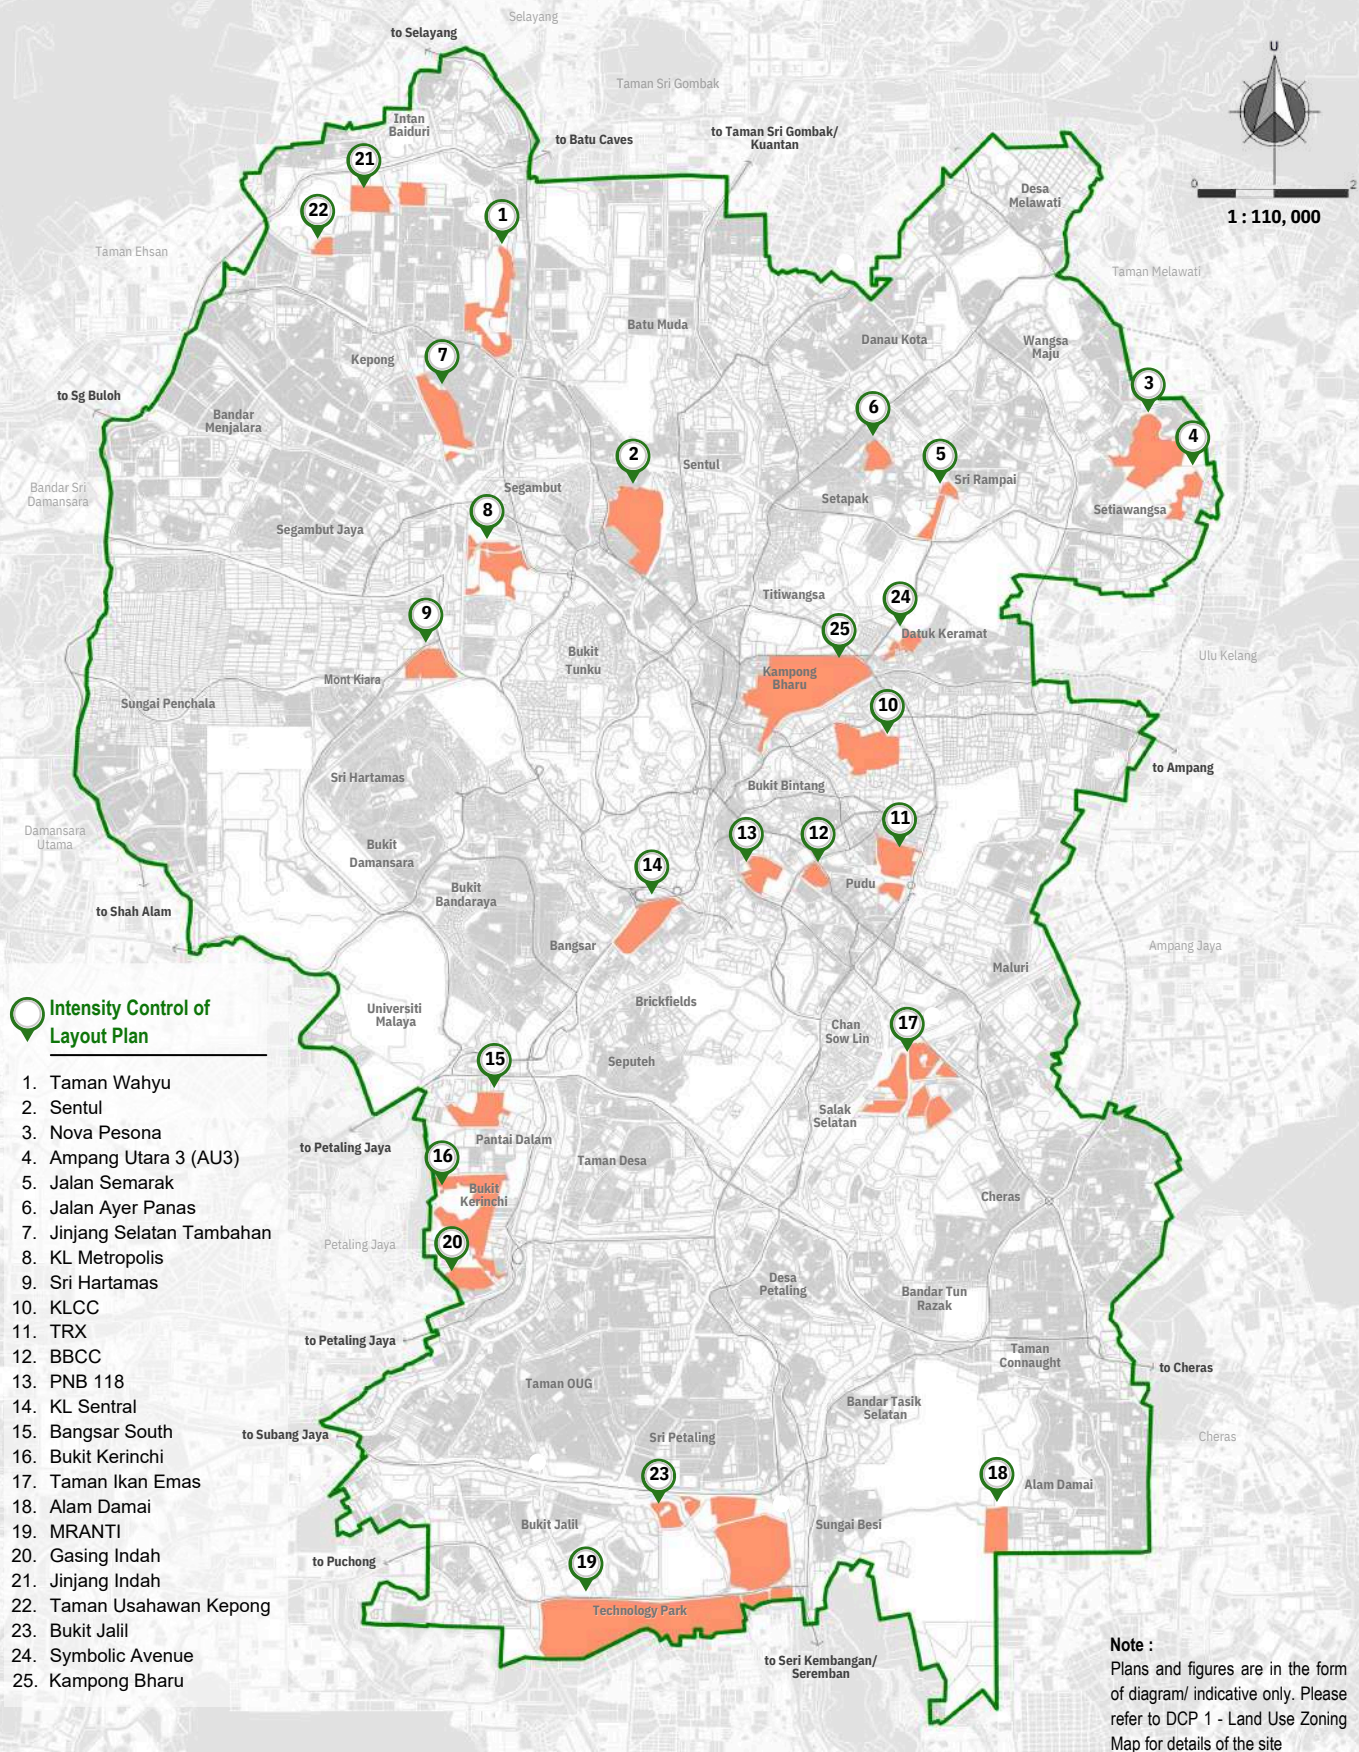 Selayang
to Selayang
Taman Sri Gombak
U
Intan
Baiduri
to Batu Caves
to Taman Sri Gombak/
Kuantan
21
Desa
Melawati
0
2
1 : 110, 000
22
1
Taman Ehsan
Taman Melawati
Batu Muda
Danau Kota
Wangsa
Maju
Kepong
7
3
to Sg Buloh
Bandar
Menjalara
6
4
2
Sentul
5
Sri Rampai
Bandar Sri
Damansara
Segambut
Setapak
Setiawangsa
8
Segambut Jaya
Titiwangsa
24
9
25
Datuk Keramat
Bukit
Tunku
Ulu Kelang
Mont Kiara
Kampong
Bharu
Sungai Penchala
10
to Ampang
Sri Hartamas
Bukit Bintang
Damansara
Utama
13
12
11
Bukit
Damansara
14
Pudu
Bukit
Bandaraya
to Shah Alam
Bangsar
Ampang Jaya
Maluri
Brickfields
Universiti
Malaya
Chan
Sow Lin
17
15
Seputeh
Salak
Selatan
Pantai Dalam
to Petaling Jaya
16
Taman Desa
Bukit
Kerinchi
Cheras
Petaling Jaya
20
Desa
Petaling
Bandar Tun
Razak
to Petaling Jaya
Taman
Connaught
to Cheras
Taman OUG
Bandar Tasik
Selatan
to Subang Jaya
Sri Petaling
Cheras
23
18
Alam Damai
Bukit Jalil
Sungai Besi
to Puchong
19
Technology Park
to Seri Kembangan/
Seremban
Intensity Control of
Layout Plan
1. Taman Wahyu
2. Sentul
3. Nova Pesona
4. Ampang Utara 3 (AU3)
5. Jalan Semarak
6. Jalan Ayer Panas
7. Jinjang Selatan Tambahan
8. KL Metropolis
9. Sri Hartamas
10. KLCC
11. TRX
12. BBCC
13. PNB 118
14. KL Sentral
15. Bangsar South
16. Bukit Kerinchi
17. Taman Ikan Emas
18. Alam Damai
19. MRANTI
20. Gasing Indah
21. Jinjang Indah
22. Taman Usahawan Kepong
23. Bukit Jalil
24. Symbolic Avenue
25. Kampong Bharu
Note :
Plans and figures are in the form
of diagram/ indicative only. Please
refer to DCP 1 - Land Use Zoning
Map for details of the site